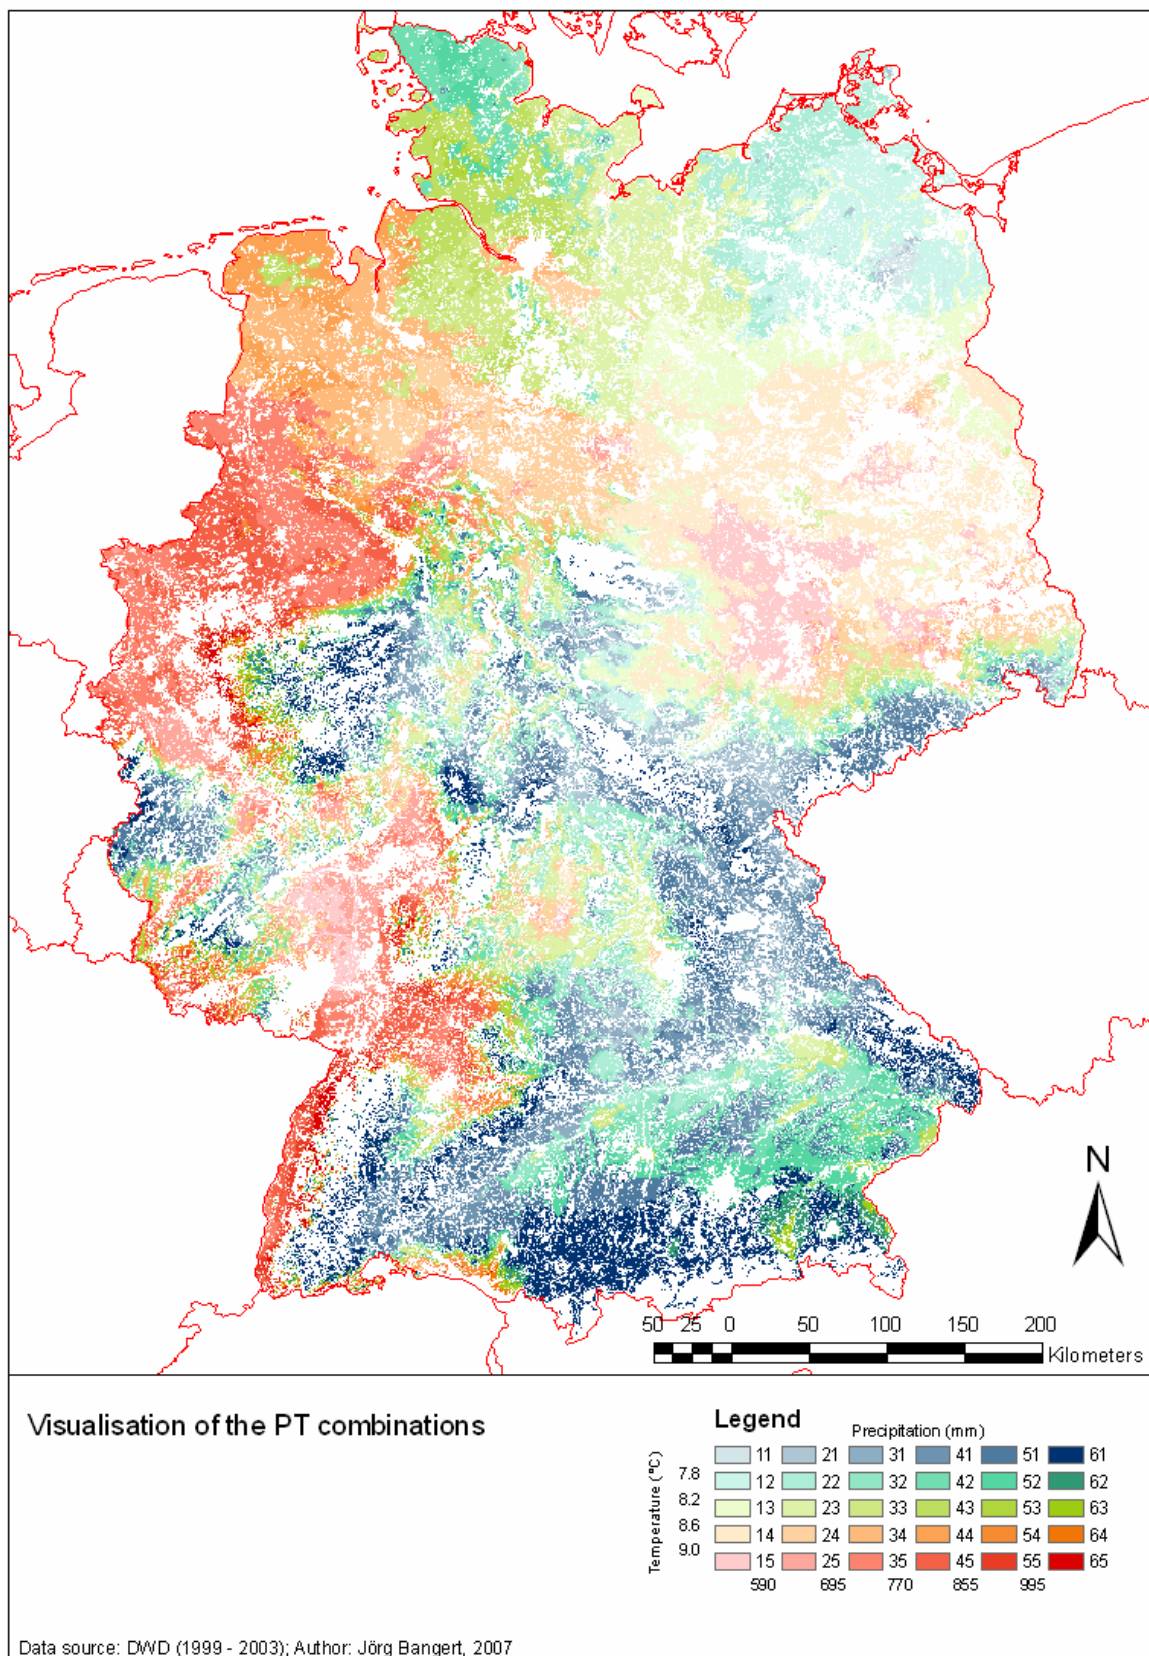 N
50 25 0 50 100 150 200
Kilometers
Visualisation of the PT combinations
Legend
Precipitation (mm)
Temperature (°C)
11 21 31 41 51 61
7.8
12 22 32 42 52 62
8.2
13 23 33 43 53 63
8.6
14 24 34 44 54 64
9.0
15 25 35 45 55 65
590 695 770 855 995
Data source: DWD (1999 - 2003); Author: Jörg Bangert, 2007